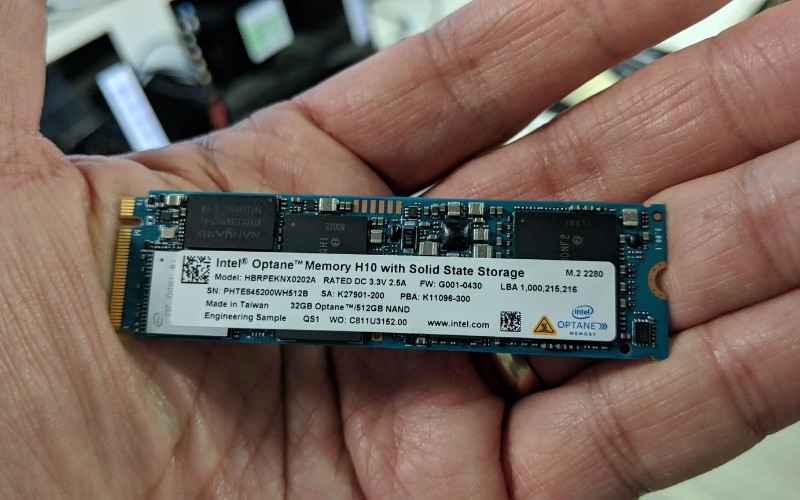 Intel® Optane™ Memory H10 with Solid State Storage
M.2 2280
Model: HBRPEKNX0202A RATED DC 3.3V 2.5A FW: G001-0430 LBA 1,000,215,216
SN: PHTE845200WH512B SA: K27901-200 PBA: K11096-300
Made in Taiwan 32GB Optane™/512GB NAND
Engineering Sample QS1 WO: C811U3152.00 www.intel.com
intel
OPTANE
MEMORY